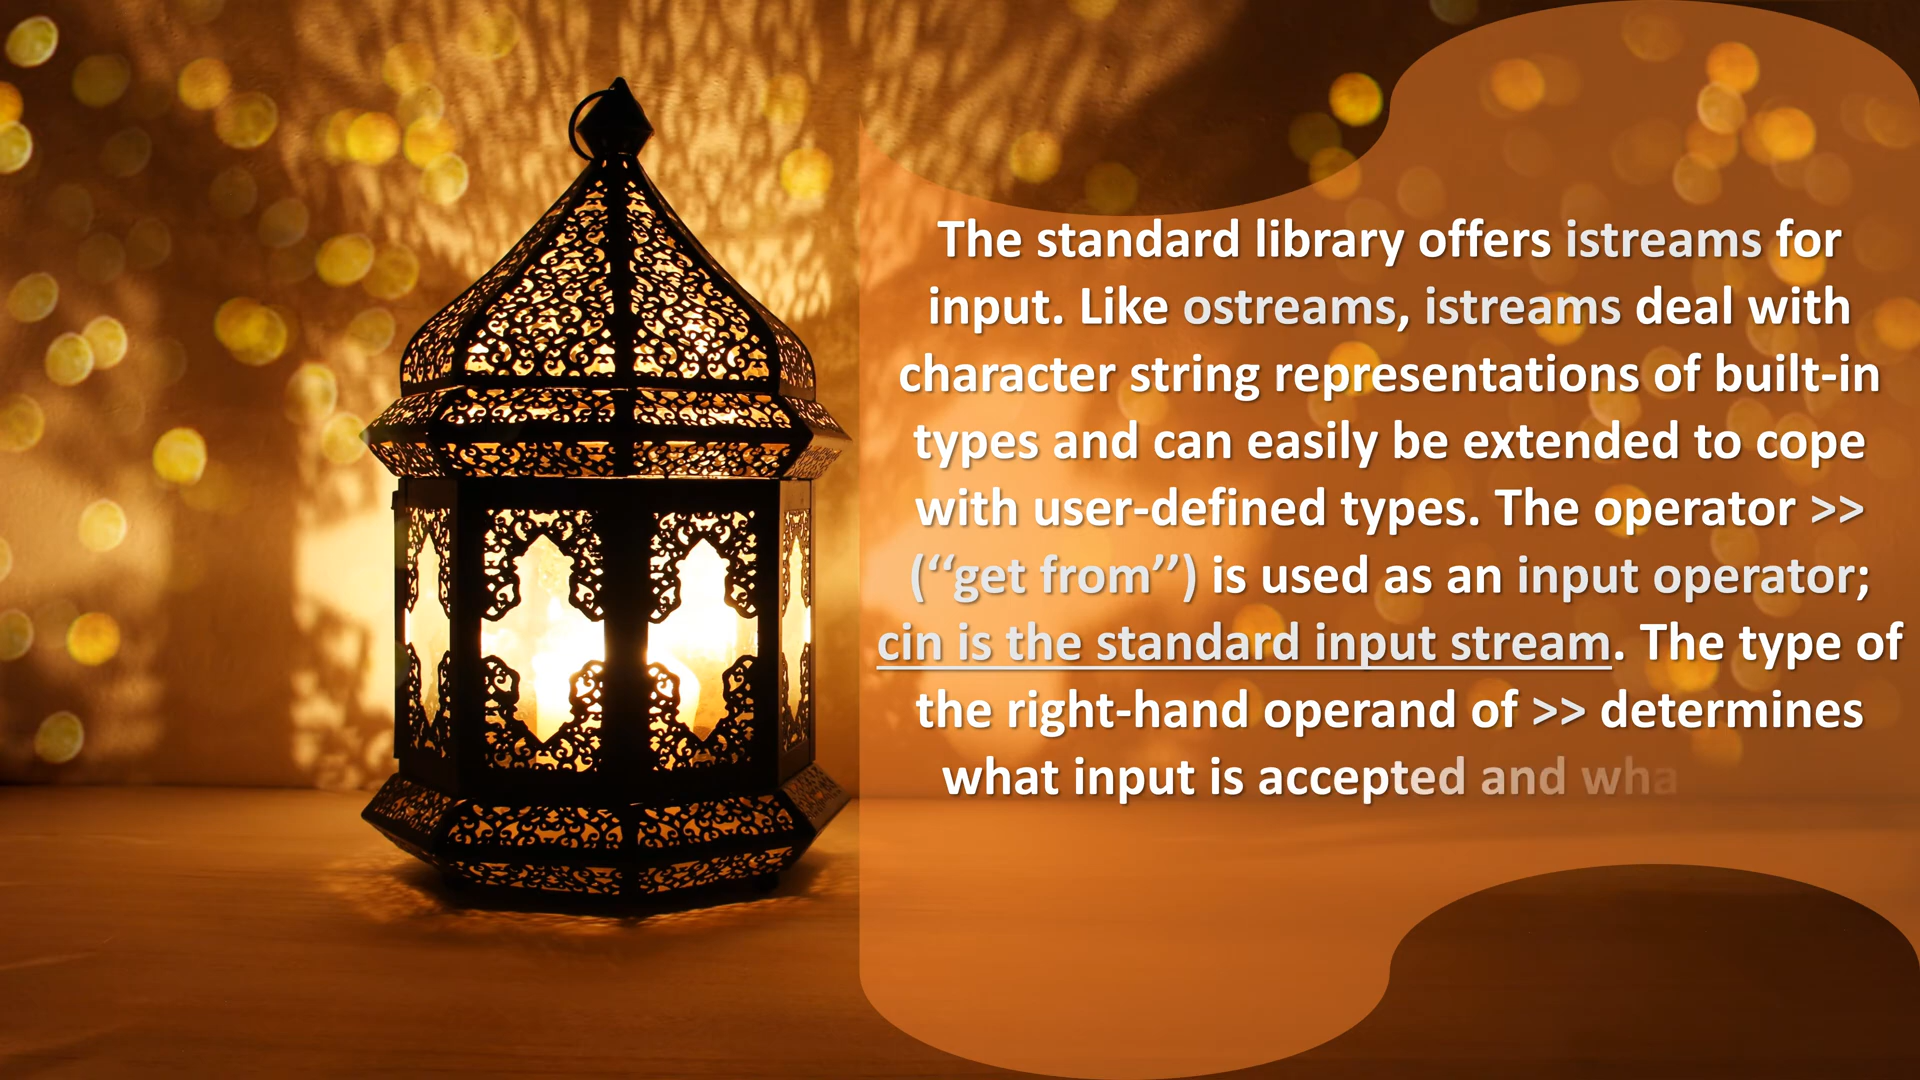 The standard library offers istreams for
input. Like ostreams, istreams deal with
character string representations of built-in
types and can easily be extended to cope
with user-defined types. The operator >>
(‘‘get from’’) is used as an input operator;
cin is the standard input stream. The type of
the right-hand operand of >> determines
what input is accepted and wha